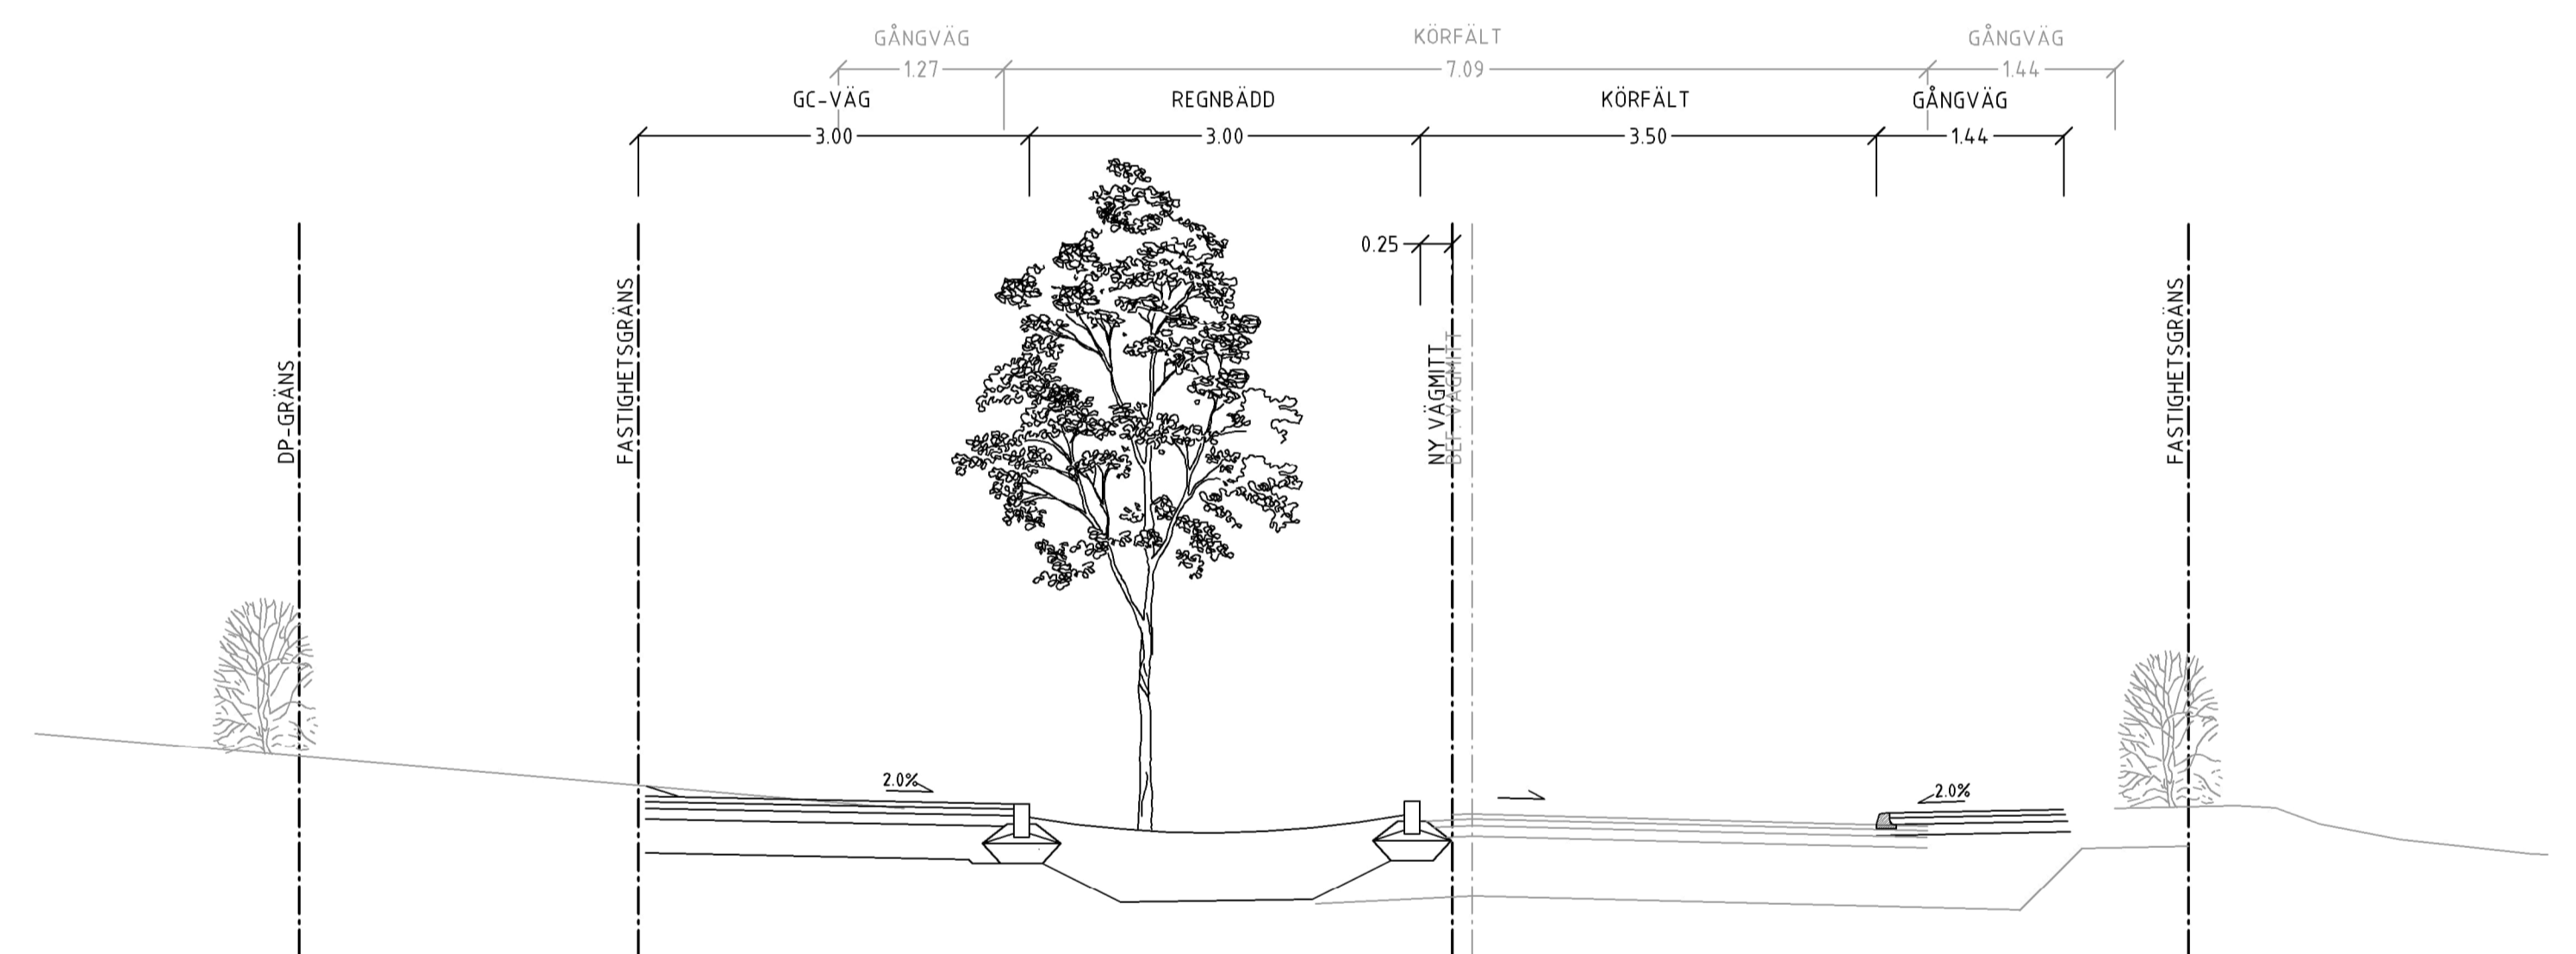 GÅNGVÄG KÖRFÄLT GÅNGVÄG
1.27 7.09 1.44
GC-VÄG REGNBÄDD KÖRFÄLT GÅNGVÄG
3.00 3.00 3.50 1.44
0.25
DP-GRÄNS
FASTIGHETSGRÄNS
NY VÄGMITT
BEF. VÄGMITT
FASTIGHETSGRÄNS
2.0%
2.0%